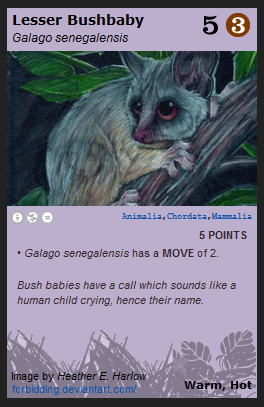 Lesser Bushbaby 5 3
Galago senegalensis
Animalia,Chordata,Mammalia
5 POINTS
• Galago senegalensis has a MOVE of 2.
Bush babies have a call which sounds like a
human child crying, hence their name.
Image by Heather E. Harlow
forbidding.deviantart.com/
Warm, Hot